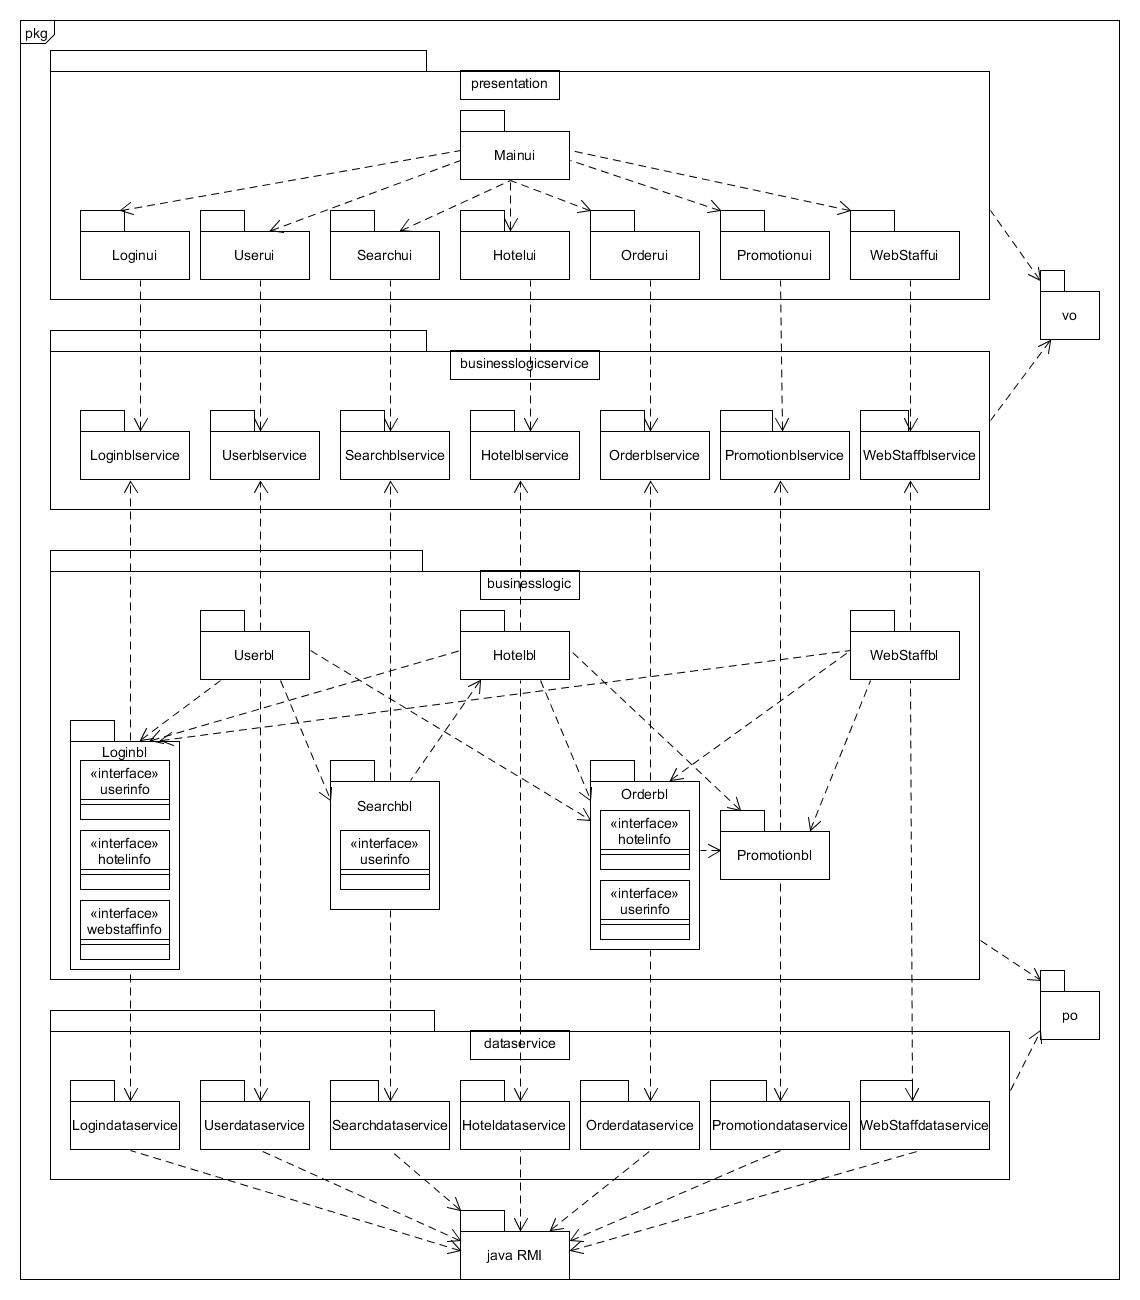 pkg
presentation
Mainui
Loginui
Userui
Searchui
Hotelui
Orderui
Promotionui
WebStaffui
vo
businesslogicservice
Loginblservice
Userblservice
Searchblservice
Hotelblservice
Orderblservice
Promotionblservice
WebStaffblservice
businesslogic
Userbl
Hotelbl
WebStaffbl
Loginbl
«interface»
userinfo
«interface»
hotelinfo
«interface»
webstaffinfo
Searchbl
«interface»
userinfo
Orderbl
«interface»
hotelinfo
«interface»
userinfo
Promotionbl
po
dataservice
Logindataservice
Userdataservice
Searchdataservice
Hoteldataservice
Orderdataservice
Promotiondataservice
WebStaffdataservice
java RMI